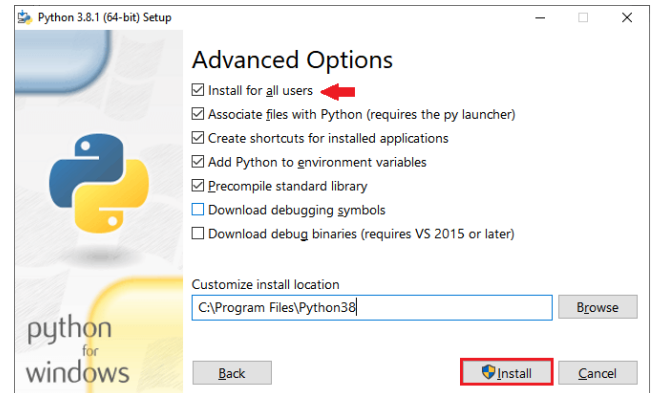 Python 3.8.1 (64-bit) Setup
Advanced Options
Install for all users
Associate files with Python (requires the py launcher)
Create shortcuts for installed applications
Add Python to environment variables
Precompile standard library
Download debugging symbols
Download debug binaries (requires VS 2015 or later)
Customize install location
C:\Program Files\Python38
Browse
python
for
windows
Back
Install
Cancel